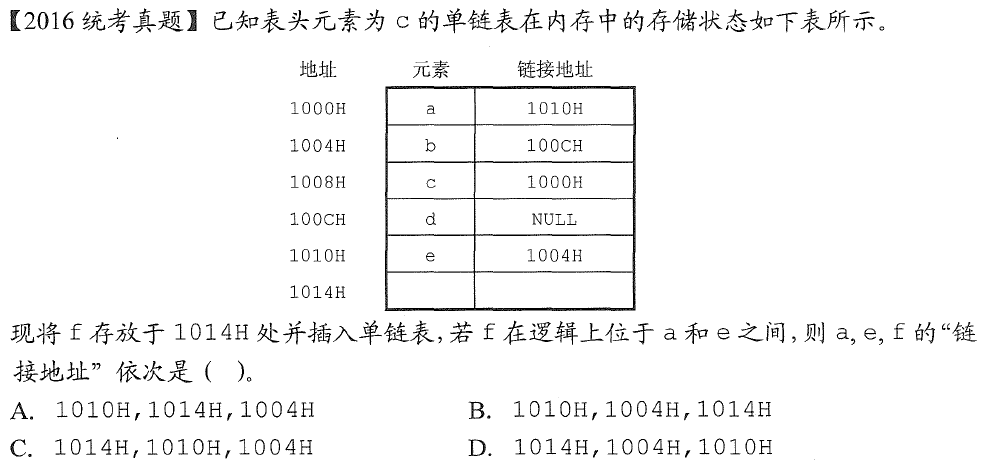 【2016 统考真题】已知表头元素为 c 的单链表在内存中的存储状态如下表所示。
地址 元素 链接地址
1000H a 1010H
1004H b 100CH
1008H c 1000H
100CH d NULL
1010H e 1004H
1014H
现将 f 存放于 1014H 处并插入单链表,若 f 在逻辑上位于 a 和 e 之间,则 a, e, f 的“链
接地址”依次是 ( )。
A. 1010H, 1014H, 1004H B. 1010H, 1004H, 1014H
C. 1014H, 1010H, 1004H D. 1014H, 1004H, 1010H